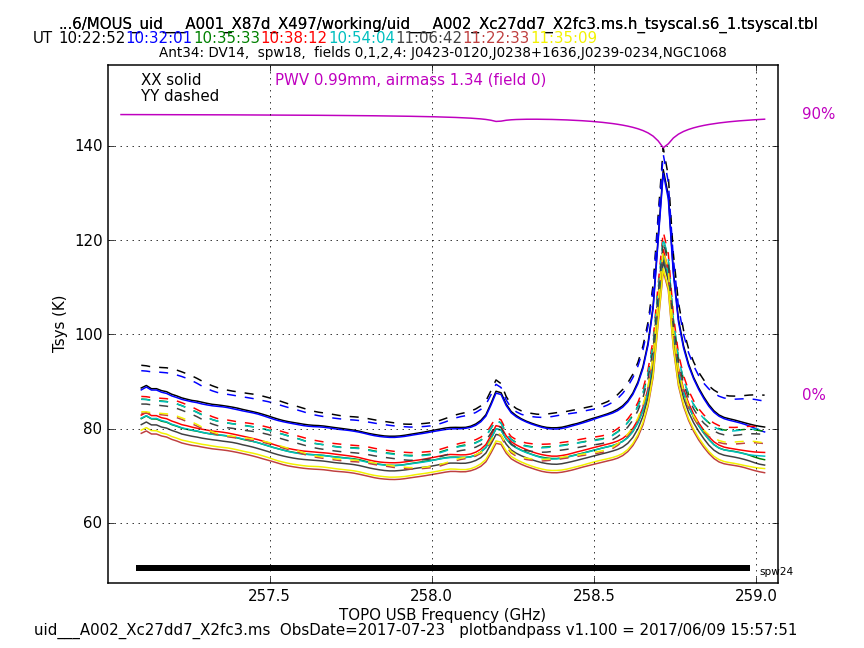 ...6/MOUS_uid___A001_X87d_X497/working/uid___A002_Xc27dd7_X2fc3.ms.h_tsyscal.s6_1.tsyscal.tbl
UT 10:22:52 10:32:01 10:35:33 10:38:12 10:54:04 11:06:42 11:22:33 11:35:09
Ant34: DV14,  spw18,  fields 0,1,2,4: J0423-0120,J0238+1636,J0239-0234,NGC1068
XX solid
PWV 0.99mm, airmass 1.34 (field 0)
YY dashed
90%
140
120
100
80
60
Tsys (K)
0%
spw24
257.5
258.0
258.5
259.0
TOPO USB Frequency (GHz)
uid___A002_Xc27dd7_X2fc3.ms  ObsDate=2017-07-23   plotbandpass v1.100 = 2017/06/09 15:57:51